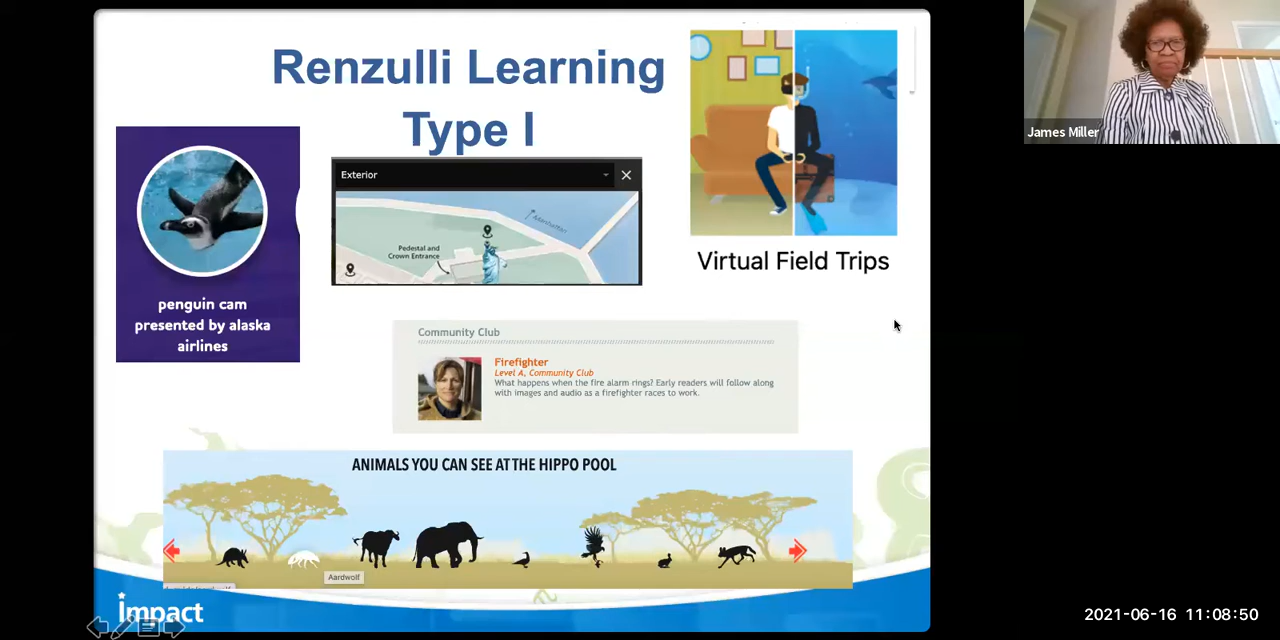 Renzulli Learning
Type I
penguin cam
presented by alaska
airlines
Exterior
Manhattan
Pedestal and
Crown Entrance
Virtual Field Trips
James Miller
Community Club
Firefighter
Level A, Community Club
What happens when the fire alarm rings? Early readers will follow along
with images and audio as a firefighter races to work.
ANIMALS YOU CAN SEE AT THE HIPPO POOL
Aardwolf
impact
2021-06-16 11:08:50